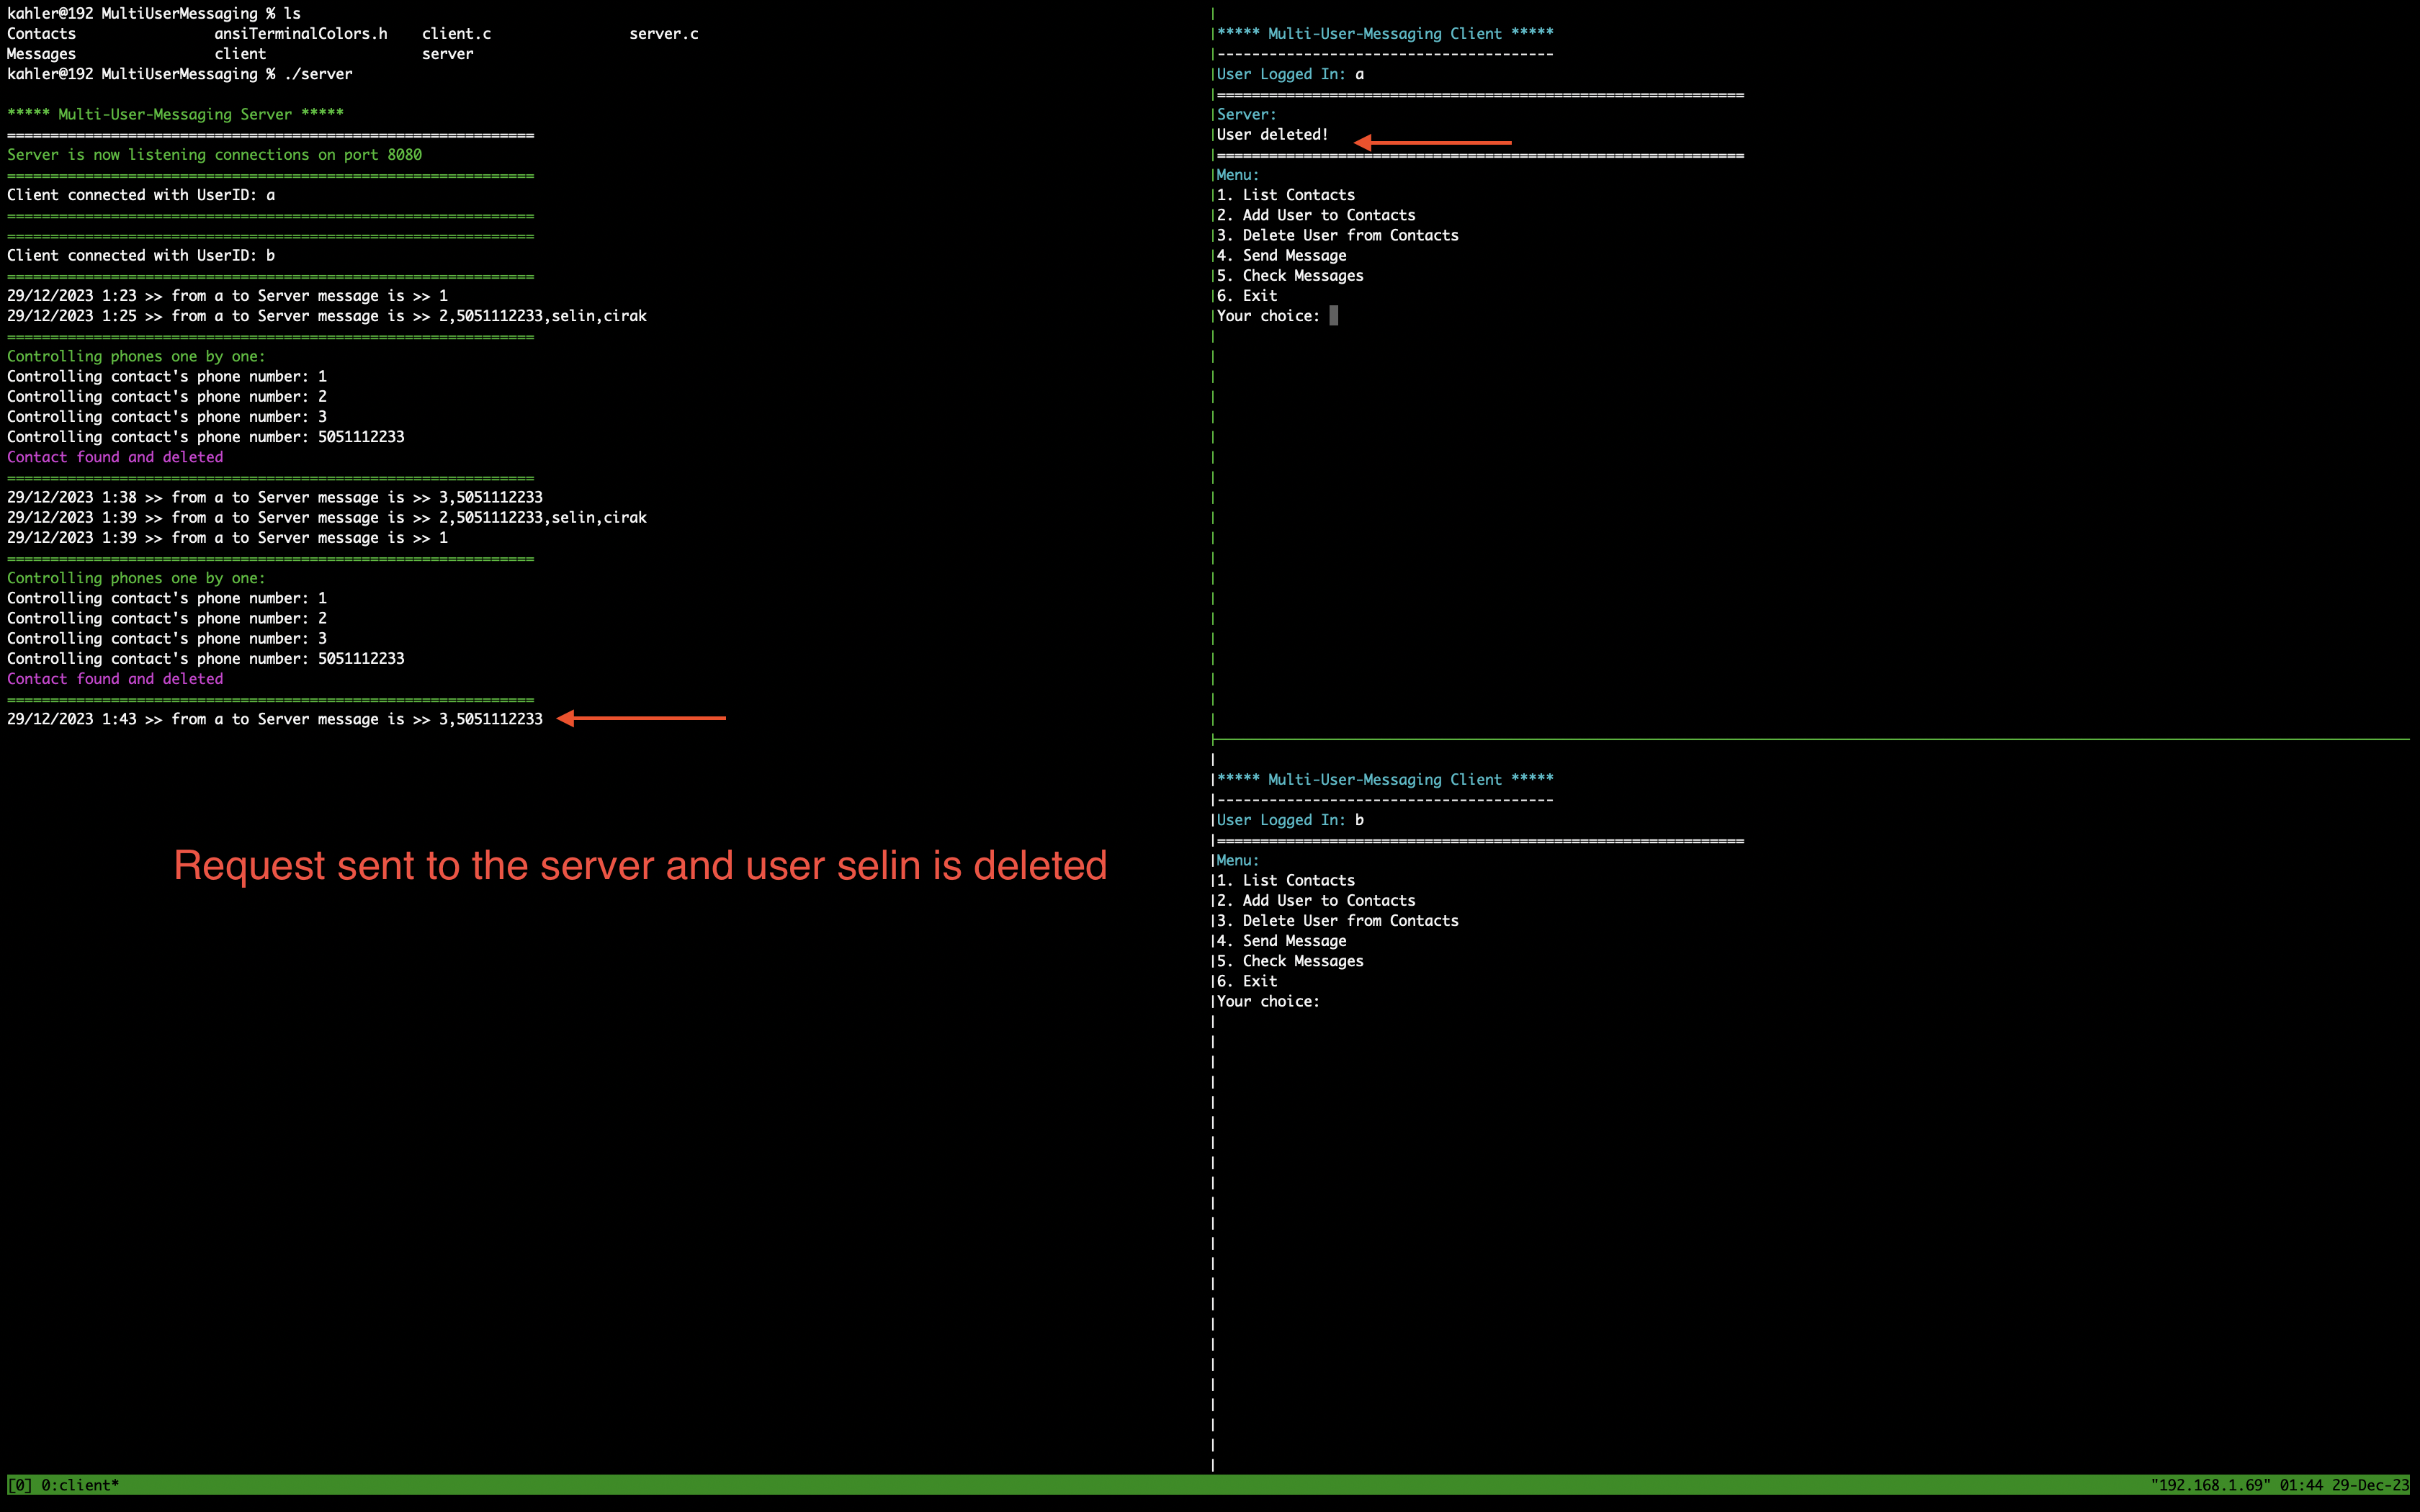 kahler@192 MultiUserMessaging % ls
Contacts ansiTerminalColors.h client.c server.c
Messages client server
kahler@192 MultiUserMessaging % ./server
***** Multi-User-Messaging Server *****
=============================================================
Server is now listening connections on port 8080
=============================================================
Client connected with UserID: a
=============================================================
=============================================================
Client connected with UserID: b
=============================================================
29/12/2023 1:23 >> from a to Server message is >> 1
29/12/2023 1:25 >> from a to Server message is >> 2,5051112233,selin,cirak
=============================================================
Controlling phones one by one:
Controlling contact's phone number: 1
Controlling contact's phone number: 2
Controlling contact's phone number: 3
Controlling contact's phone number: 5051112233
Contact found and deleted
=============================================================
29/12/2023 1:38 >> from a to Server message is >> 3,5051112233
29/12/2023 1:39 >> from a to Server message is >> 2,5051112233,selin,cirak
29/12/2023 1:39 >> from a to Server message is >> 1
=============================================================
Controlling phones one by one:
Controlling contact's phone number: 1
Controlling contact's phone number: 2
Controlling contact's phone number: 3
Controlling contact's phone number: 5051112233
Contact found and deleted
=============================================================
29/12/2023 1:43 >> from a to Server message is >> 3,5051112233
Request sent to the server and user selin is deleted
***** Multi-User-Messaging Client *****
---------------------------------------
User Logged In: a
=============================================================
Server:
User deleted!
=============================================================
Menu:
1. List Contacts
2. Add User to Contacts
3. Delete User from Contacts
4. Send Message
5. Check Messages
6. Exit
Your choice:
***** Multi-User-Messaging Client *****
---------------------------------------
User Logged In: b
=============================================================
Menu:
1. List Contacts
2. Add User to Contacts
3. Delete User from Contacts
4. Send Message
5. Check Messages
6. Exit
Your choice:
[0] 0:client* "192.168.1.69" 01:44 29-Dec-23